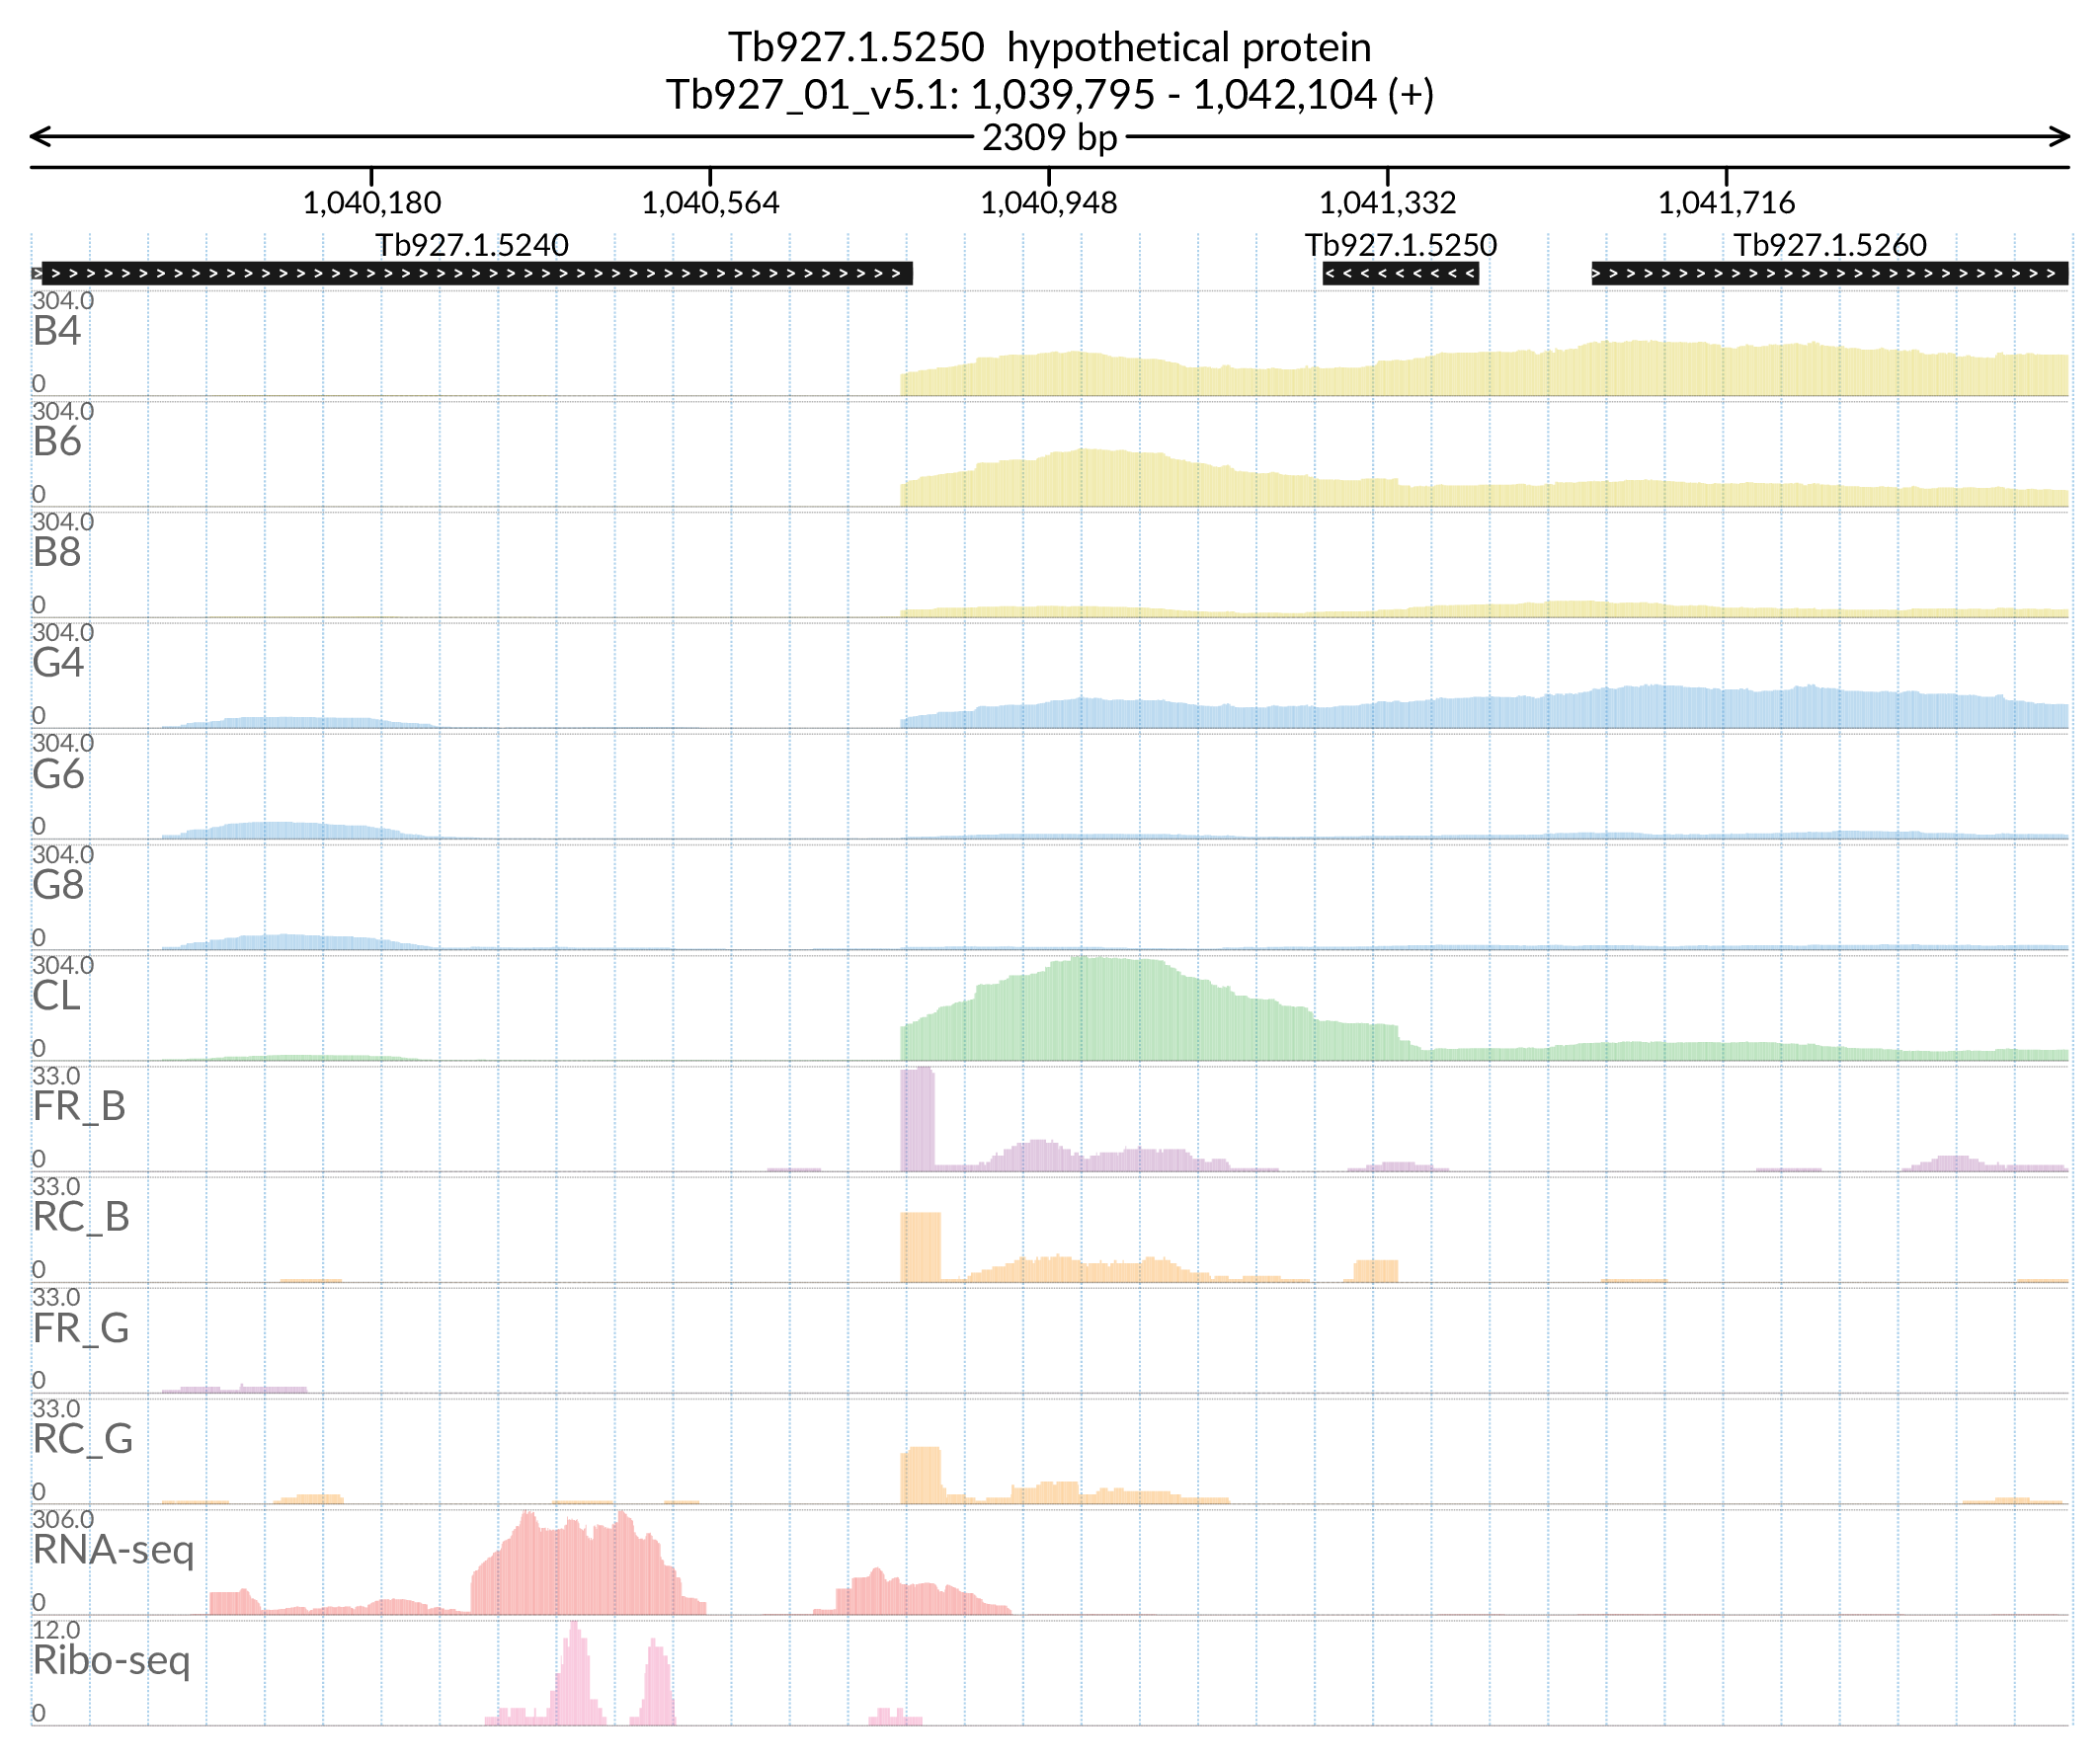 Tb927.1.5250 hypothetical protein
Tb927_01_v5.1: 1,039,795 - 1,042,104 (+)
2309 bp
1,040,180 1,040,564 1,040,948 1,041,332 1,041,716
Tb927.1.5240 Tb927.1.5250 Tb927.1.5260
304.0
B4
0
304.0
B6
0
304.0
B8
0
304.0
G4
0
304.0
G6
0
304.0
G8
0
304.0
CL
0
33.0
FR_B
0
33.0
RC_B
0
33.0
FR_G
0
33.0
RC_G
0
306.0
RNA-seq
0
12.0
Ribo-seq
0